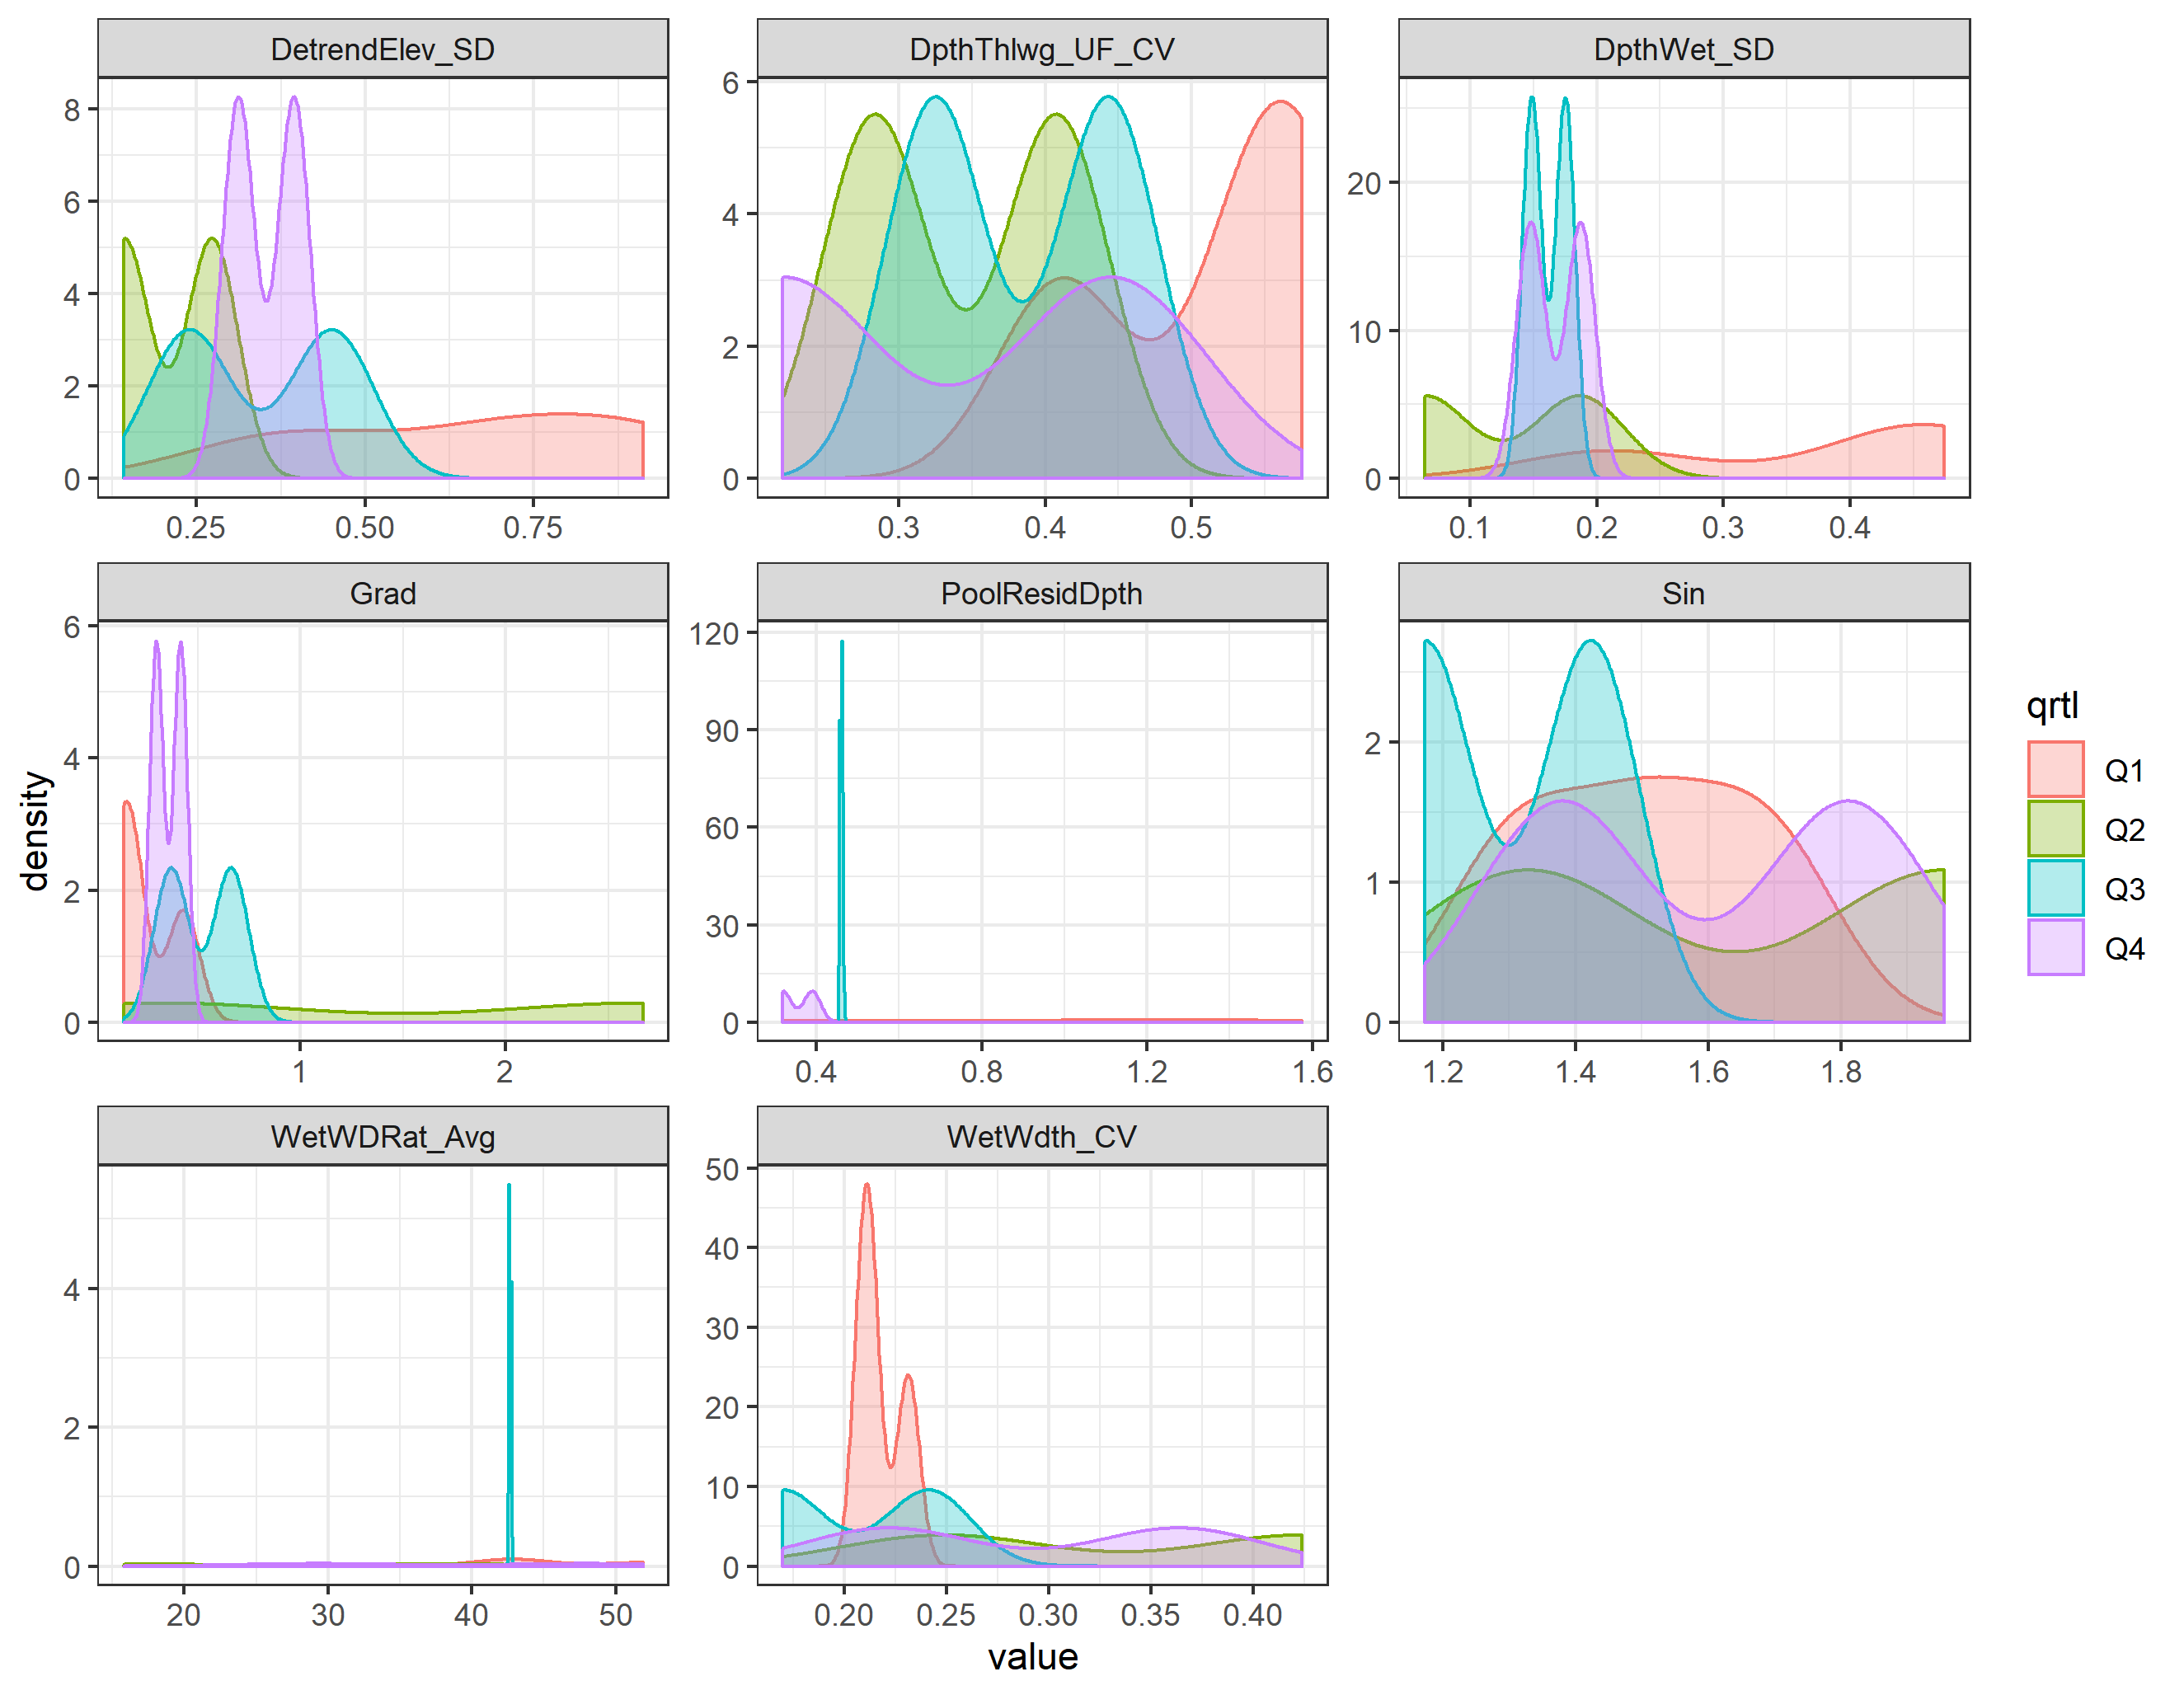 DetrendElev_SD
DpthThlwg_UF_CV
DpthWet_SD
8
6
4
2
0
0.25 0.50 0.75
6
4
2
0
0.3 0.4 0.5
20
10
0
0.1 0.2 0.3 0.4
Grad
PoolResidDpth
Sin
6
4
2
0
1 2
120
90
60
30
0
0.4 0.8 1.2 1.6
2
1
0
1.2 1.4 1.6 1.8
WetWDRat_Avg
WetWdth_CV
4
2
0
20 30 40 50
50
40
30
20
10
0
0.20 0.25 0.30 0.35 0.40
density
value
qrtl
Q1
Q2
Q3
Q4